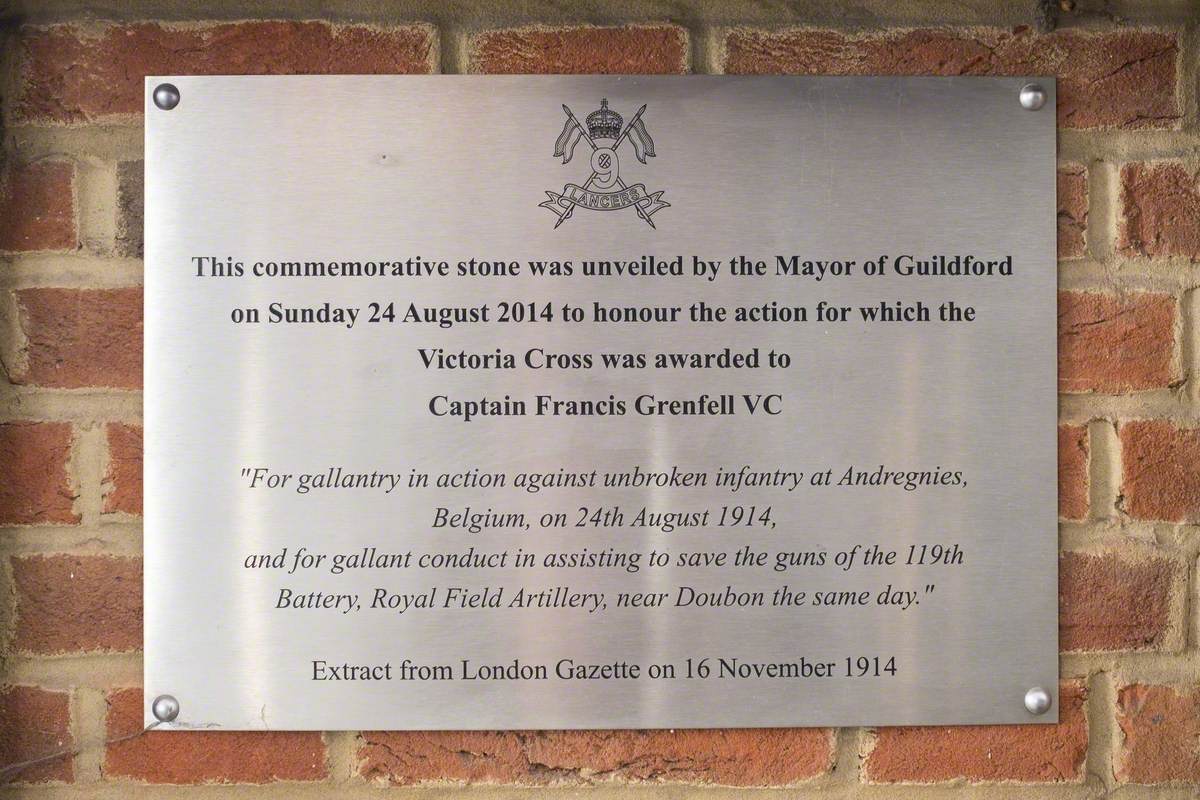 9
LANCERS
This commemorative stone was unveiled by the Mayor of Guildford
on Sunday 24 August 2014 to honour the action for which the
Victoria Cross was awarded to
Captain Francis Grenfell VC
"For gallantry in action against unbroken infantry at Andregnies,
Belgium, on 24th August 1914,
and for gallant conduct in assisting to save the guns of the 119th
Battery, Royal Field Artillery, near Doubon the same day."
Extract from London Gazette on 16 November 1914